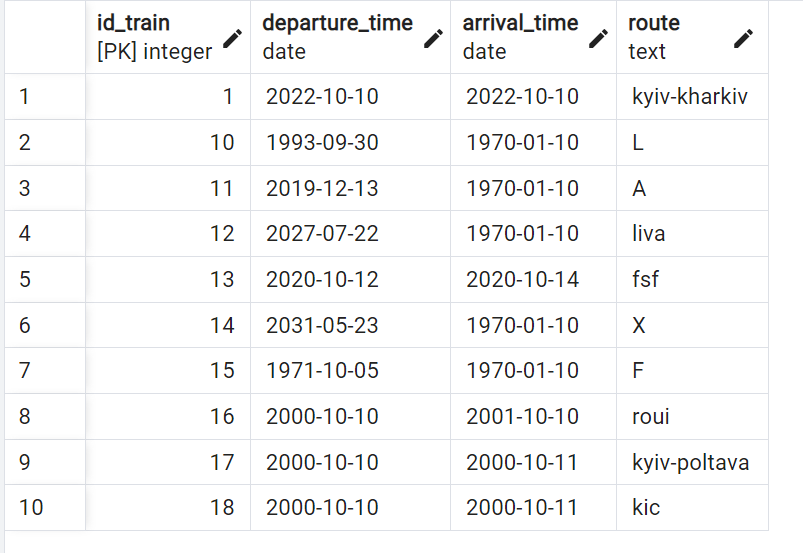 id_train departure_time arrival_time route
[PK] integer date date text
1 1 2022-10-10 2022-10-10 kyiv-kharkiv
2 10 1993-09-30 1970-01-10 L
3 11 2019-12-13 1970-01-10 A
4 12 2027-07-22 1970-01-10 liva
5 13 2020-10-12 2020-10-14 fsf
6 14 2031-05-23 1970-01-10 X
7 15 1971-10-05 1970-01-10 F
8 16 2000-10-10 2001-10-10 roui
9 17 2000-10-10 2000-10-11 kyiv-poltava
10 18 2000-10-10 2000-10-11 kic